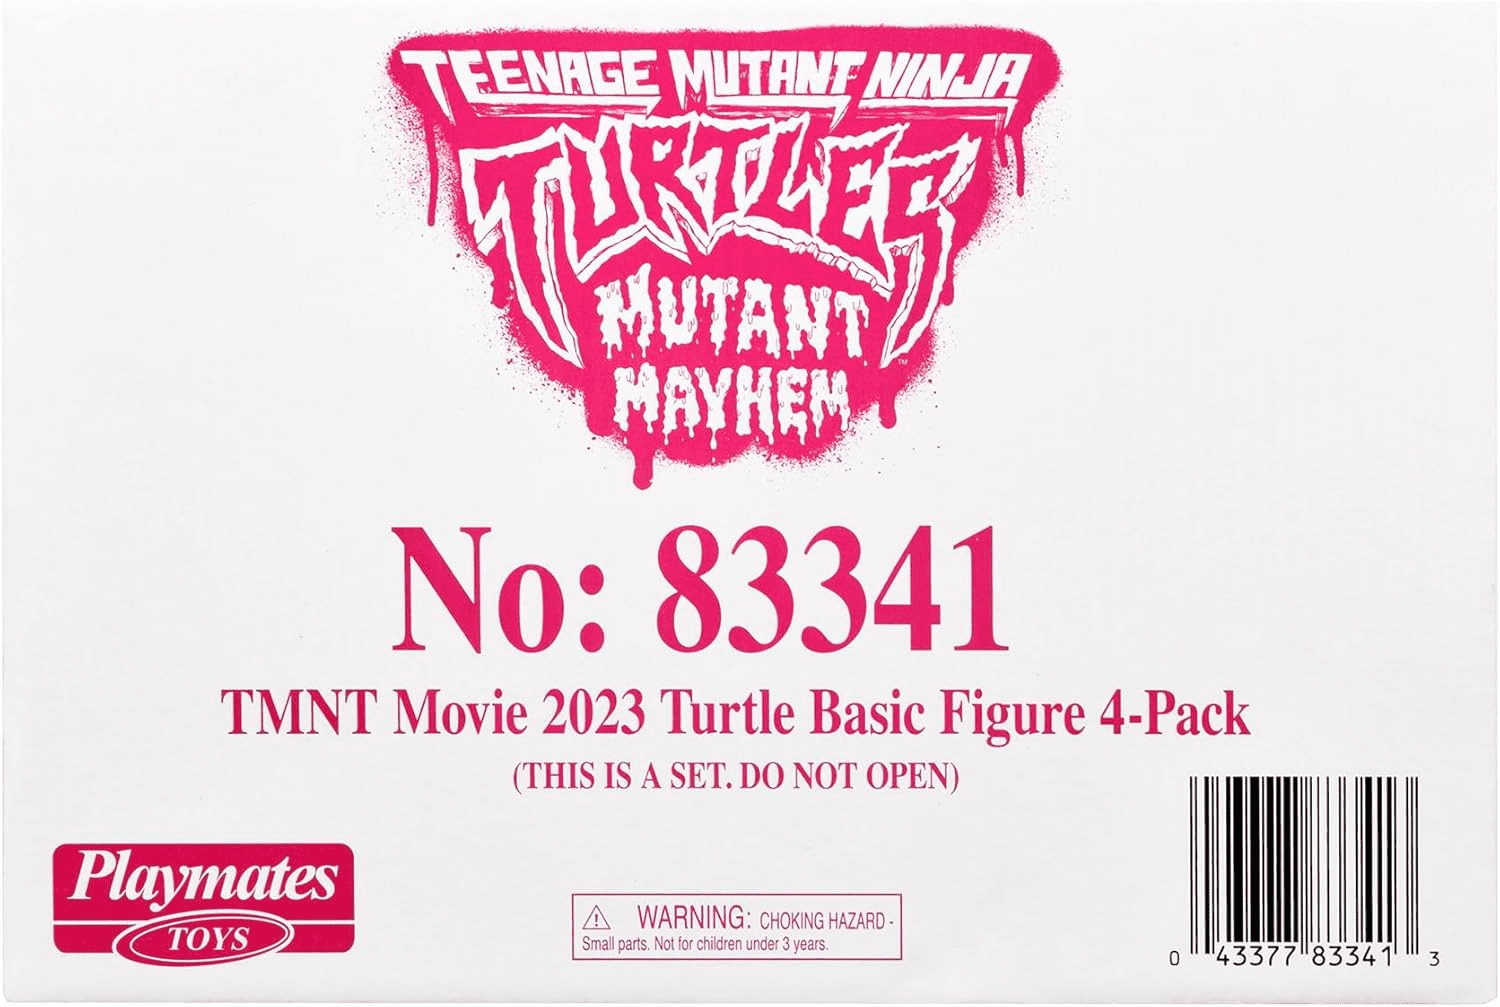 TEENAGE MUTANT NINJA
TURTLES
MUTANT
MAYHEM
TM
No: 83341
TMNT Movie 2023 Turtle Basic Figure 4-Pack
(THIS IS A SET. DO NOT OPEN)
Playmates
TOYS
WARNING: CHOKING HAZARD -
Small parts. Not for children under 3 years.
0 43377 83341 3